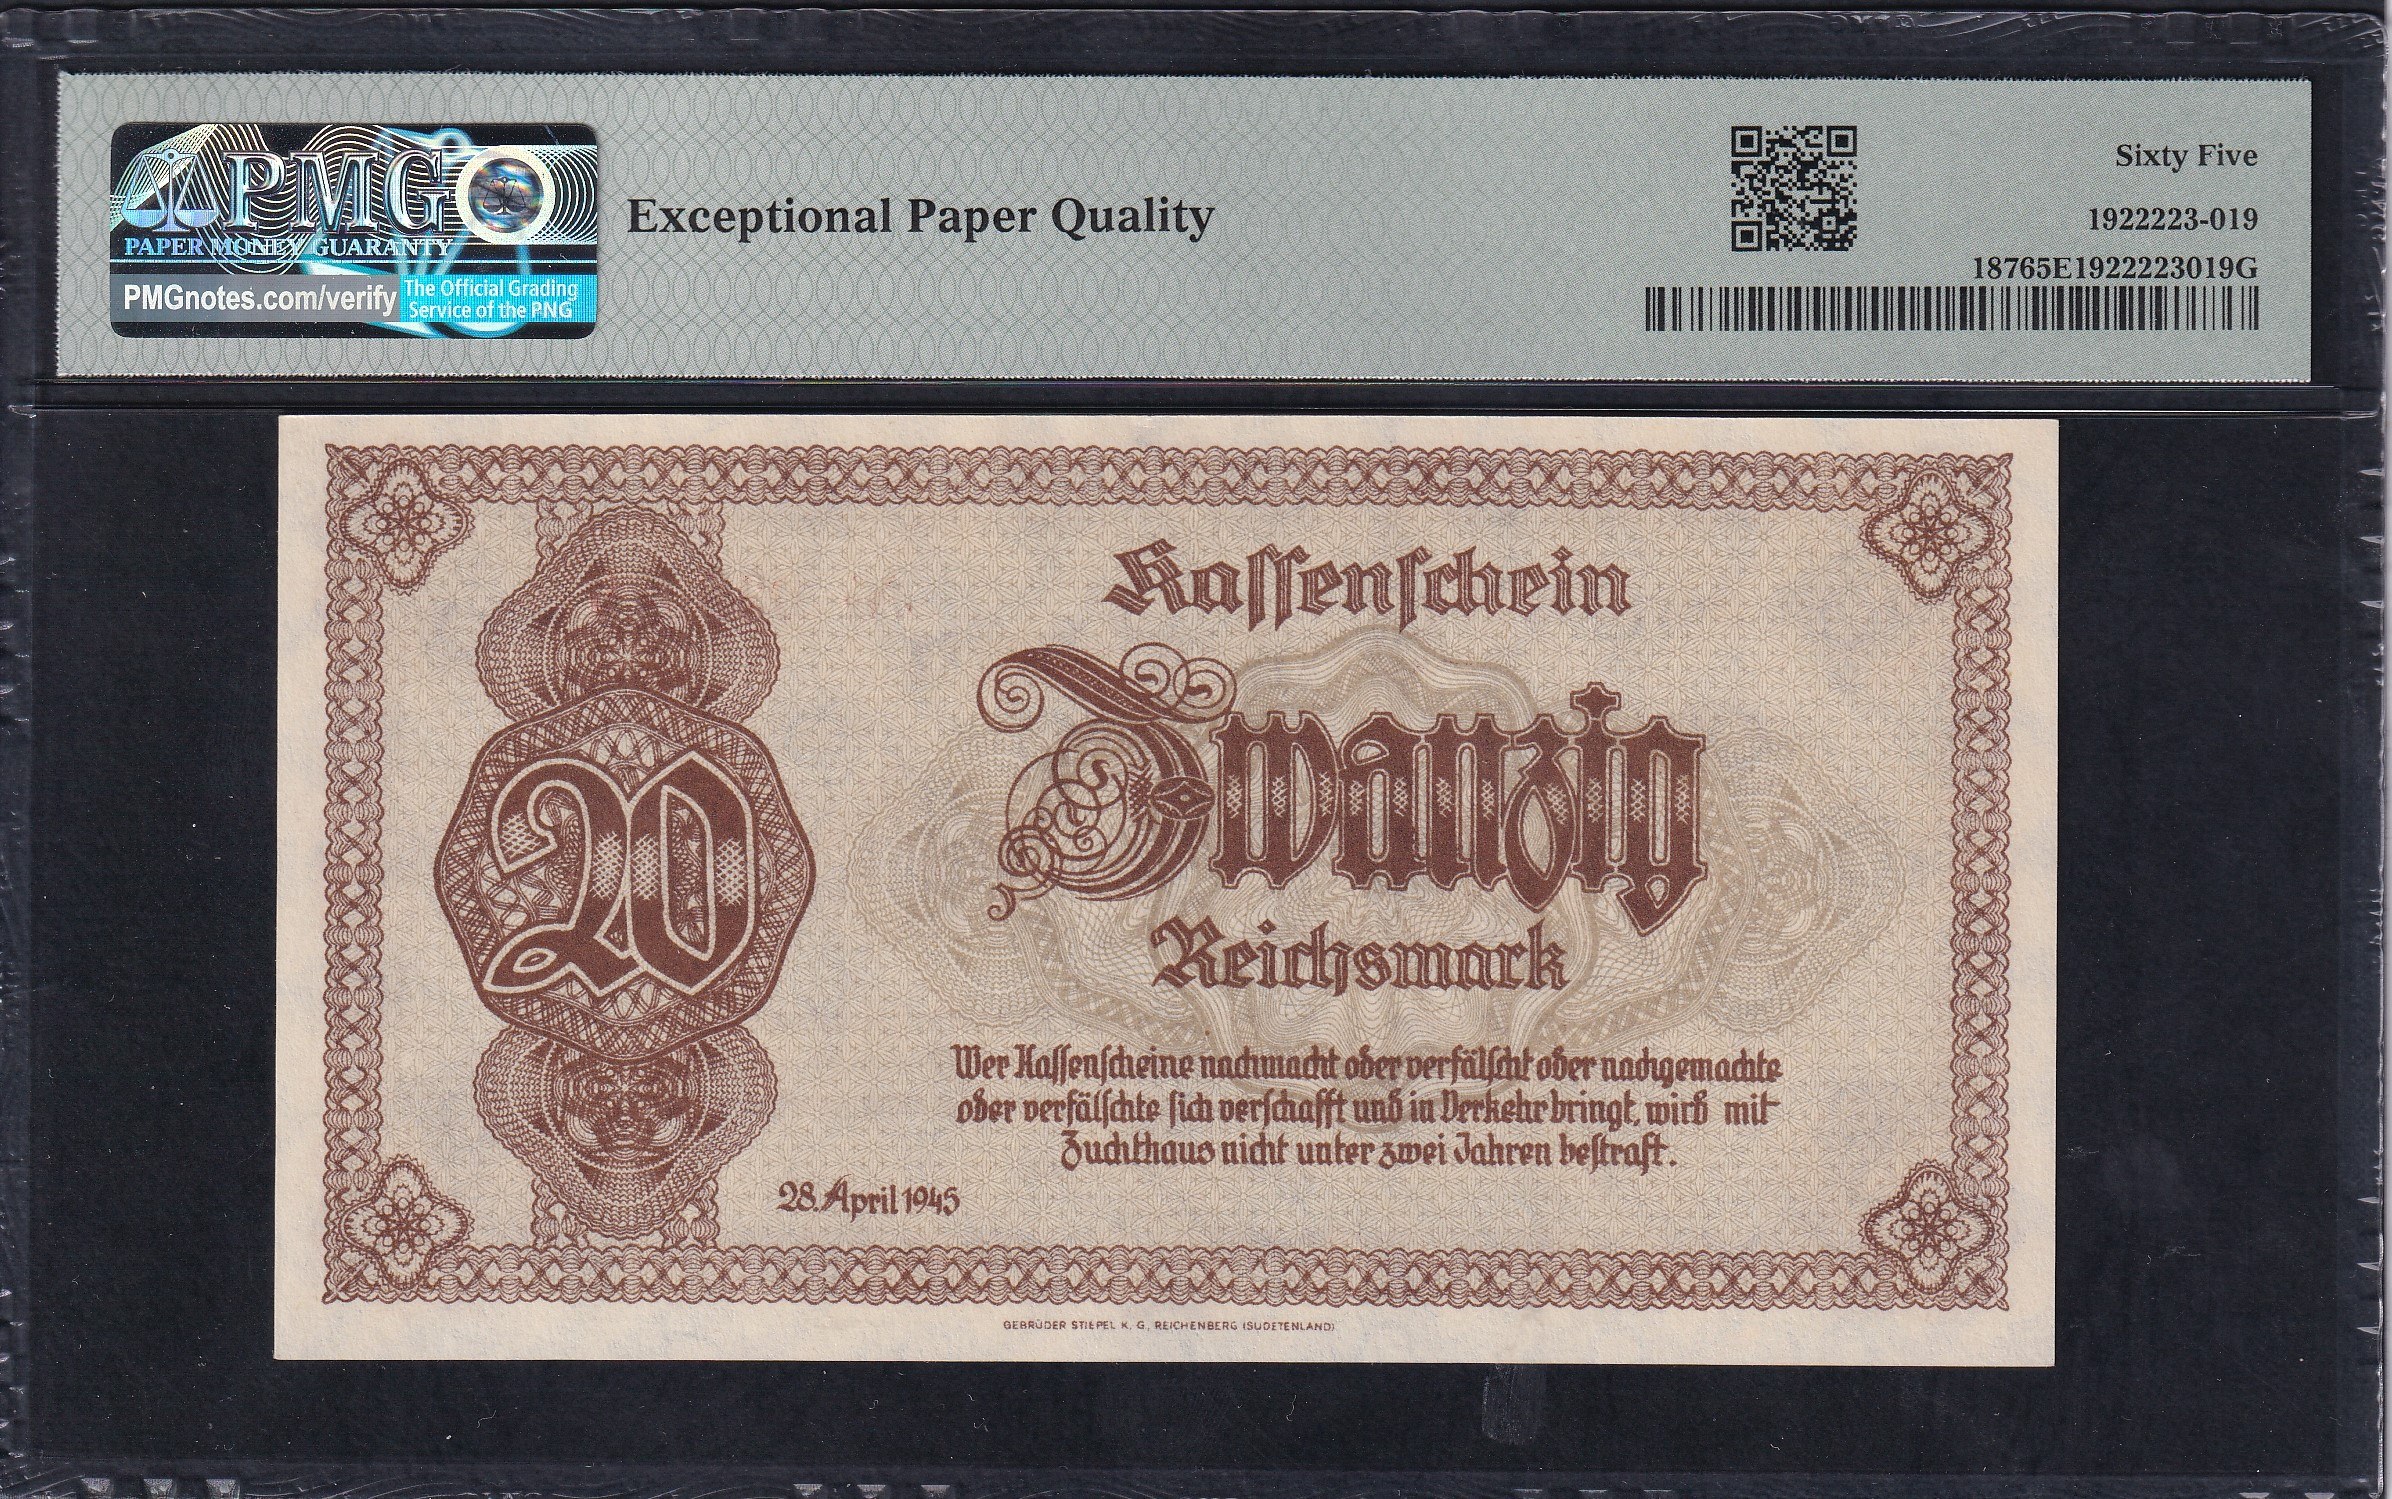 PMG
PAPER MONEY GUARANTY
PMGnotes.com/verify
The Official Grading
Service of the PNG
Exceptional Paper Quality
Sixty Five
1922223-019
18765E1922223019G
Kassenschein
Zwanzig
Reichsmark
20
Wer Kassenscheine nachmacht oder verfälscht oder nachgemachte
oder verfälschte sich verschafft und in Verkehr bringt, wird mit
Zuchthaus nicht unter zwei Jahren bestraft.
28. April 1945
GEBRÜDER STIEPEL K. G., REICHENBERG (SUDETENLAND)